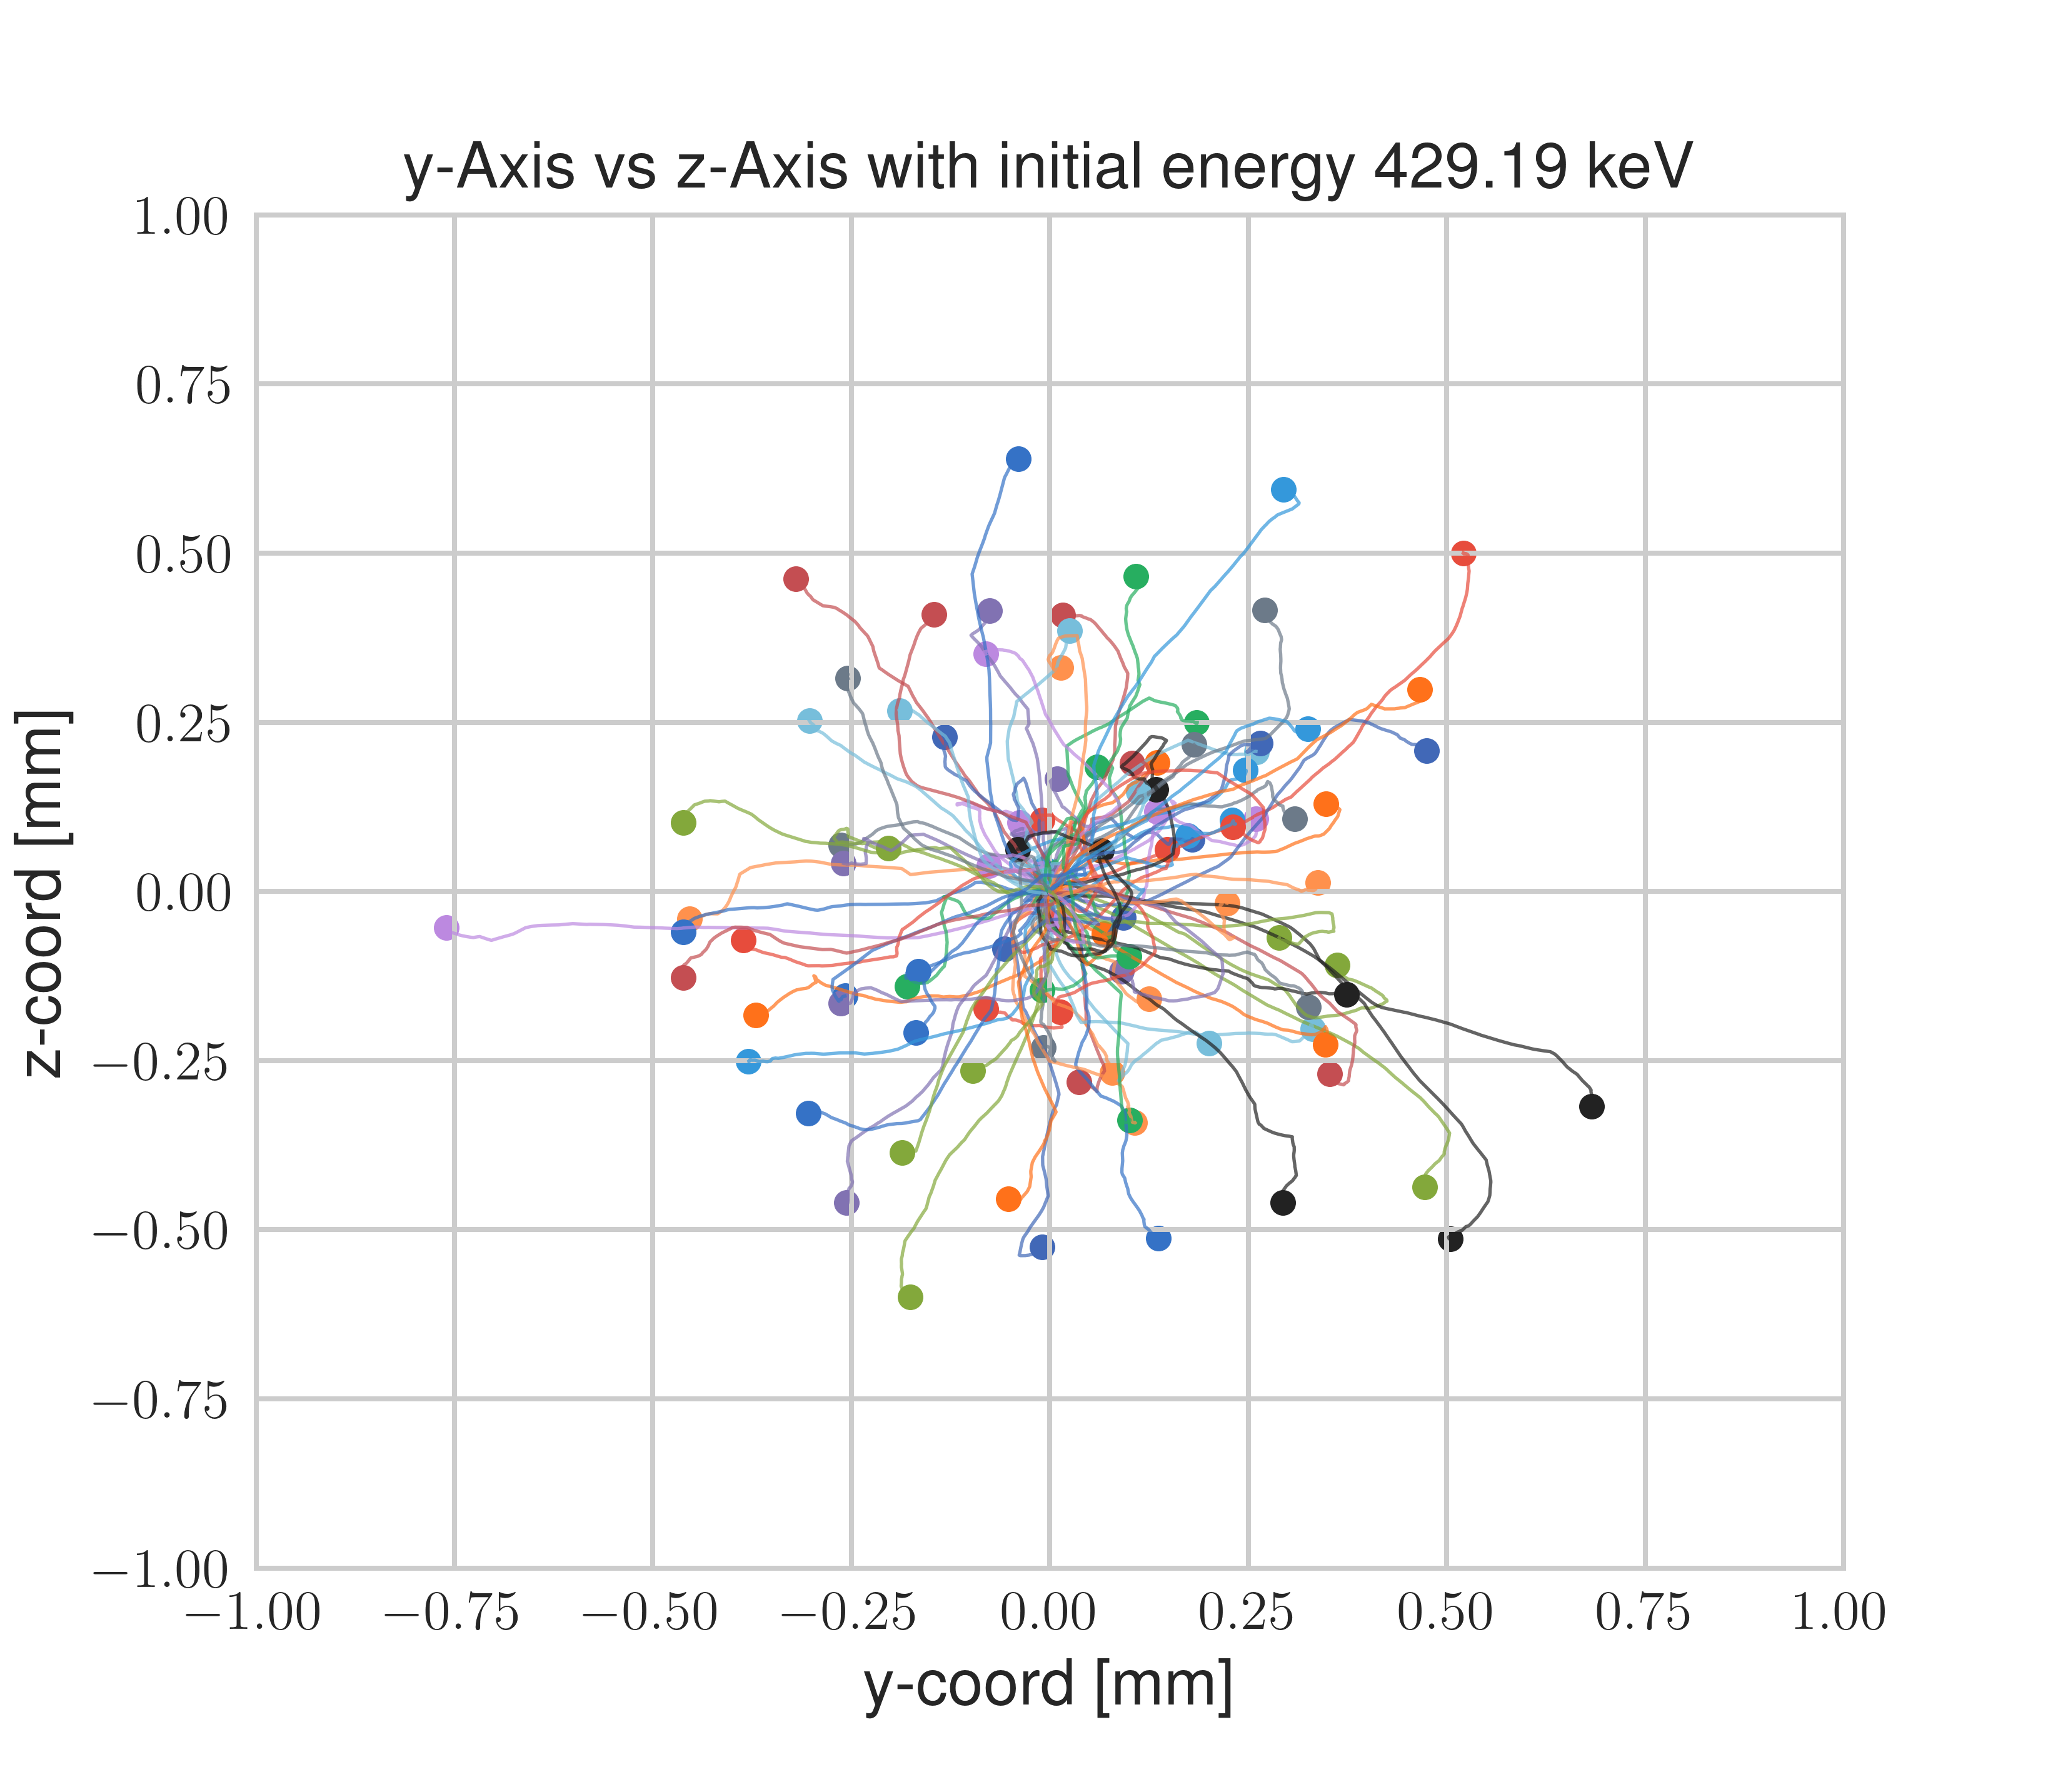 y-Axis vs z-Axis with initial energy 429.19 keV
1.00
0.75
0.50
0.25
0.00
−0.25
−0.50
−0.75
−1.00
z-coord [mm]
−1.00 −0.75 −0.50 −0.25 0.00 0.25 0.50 0.75 1.00
y-coord [mm]